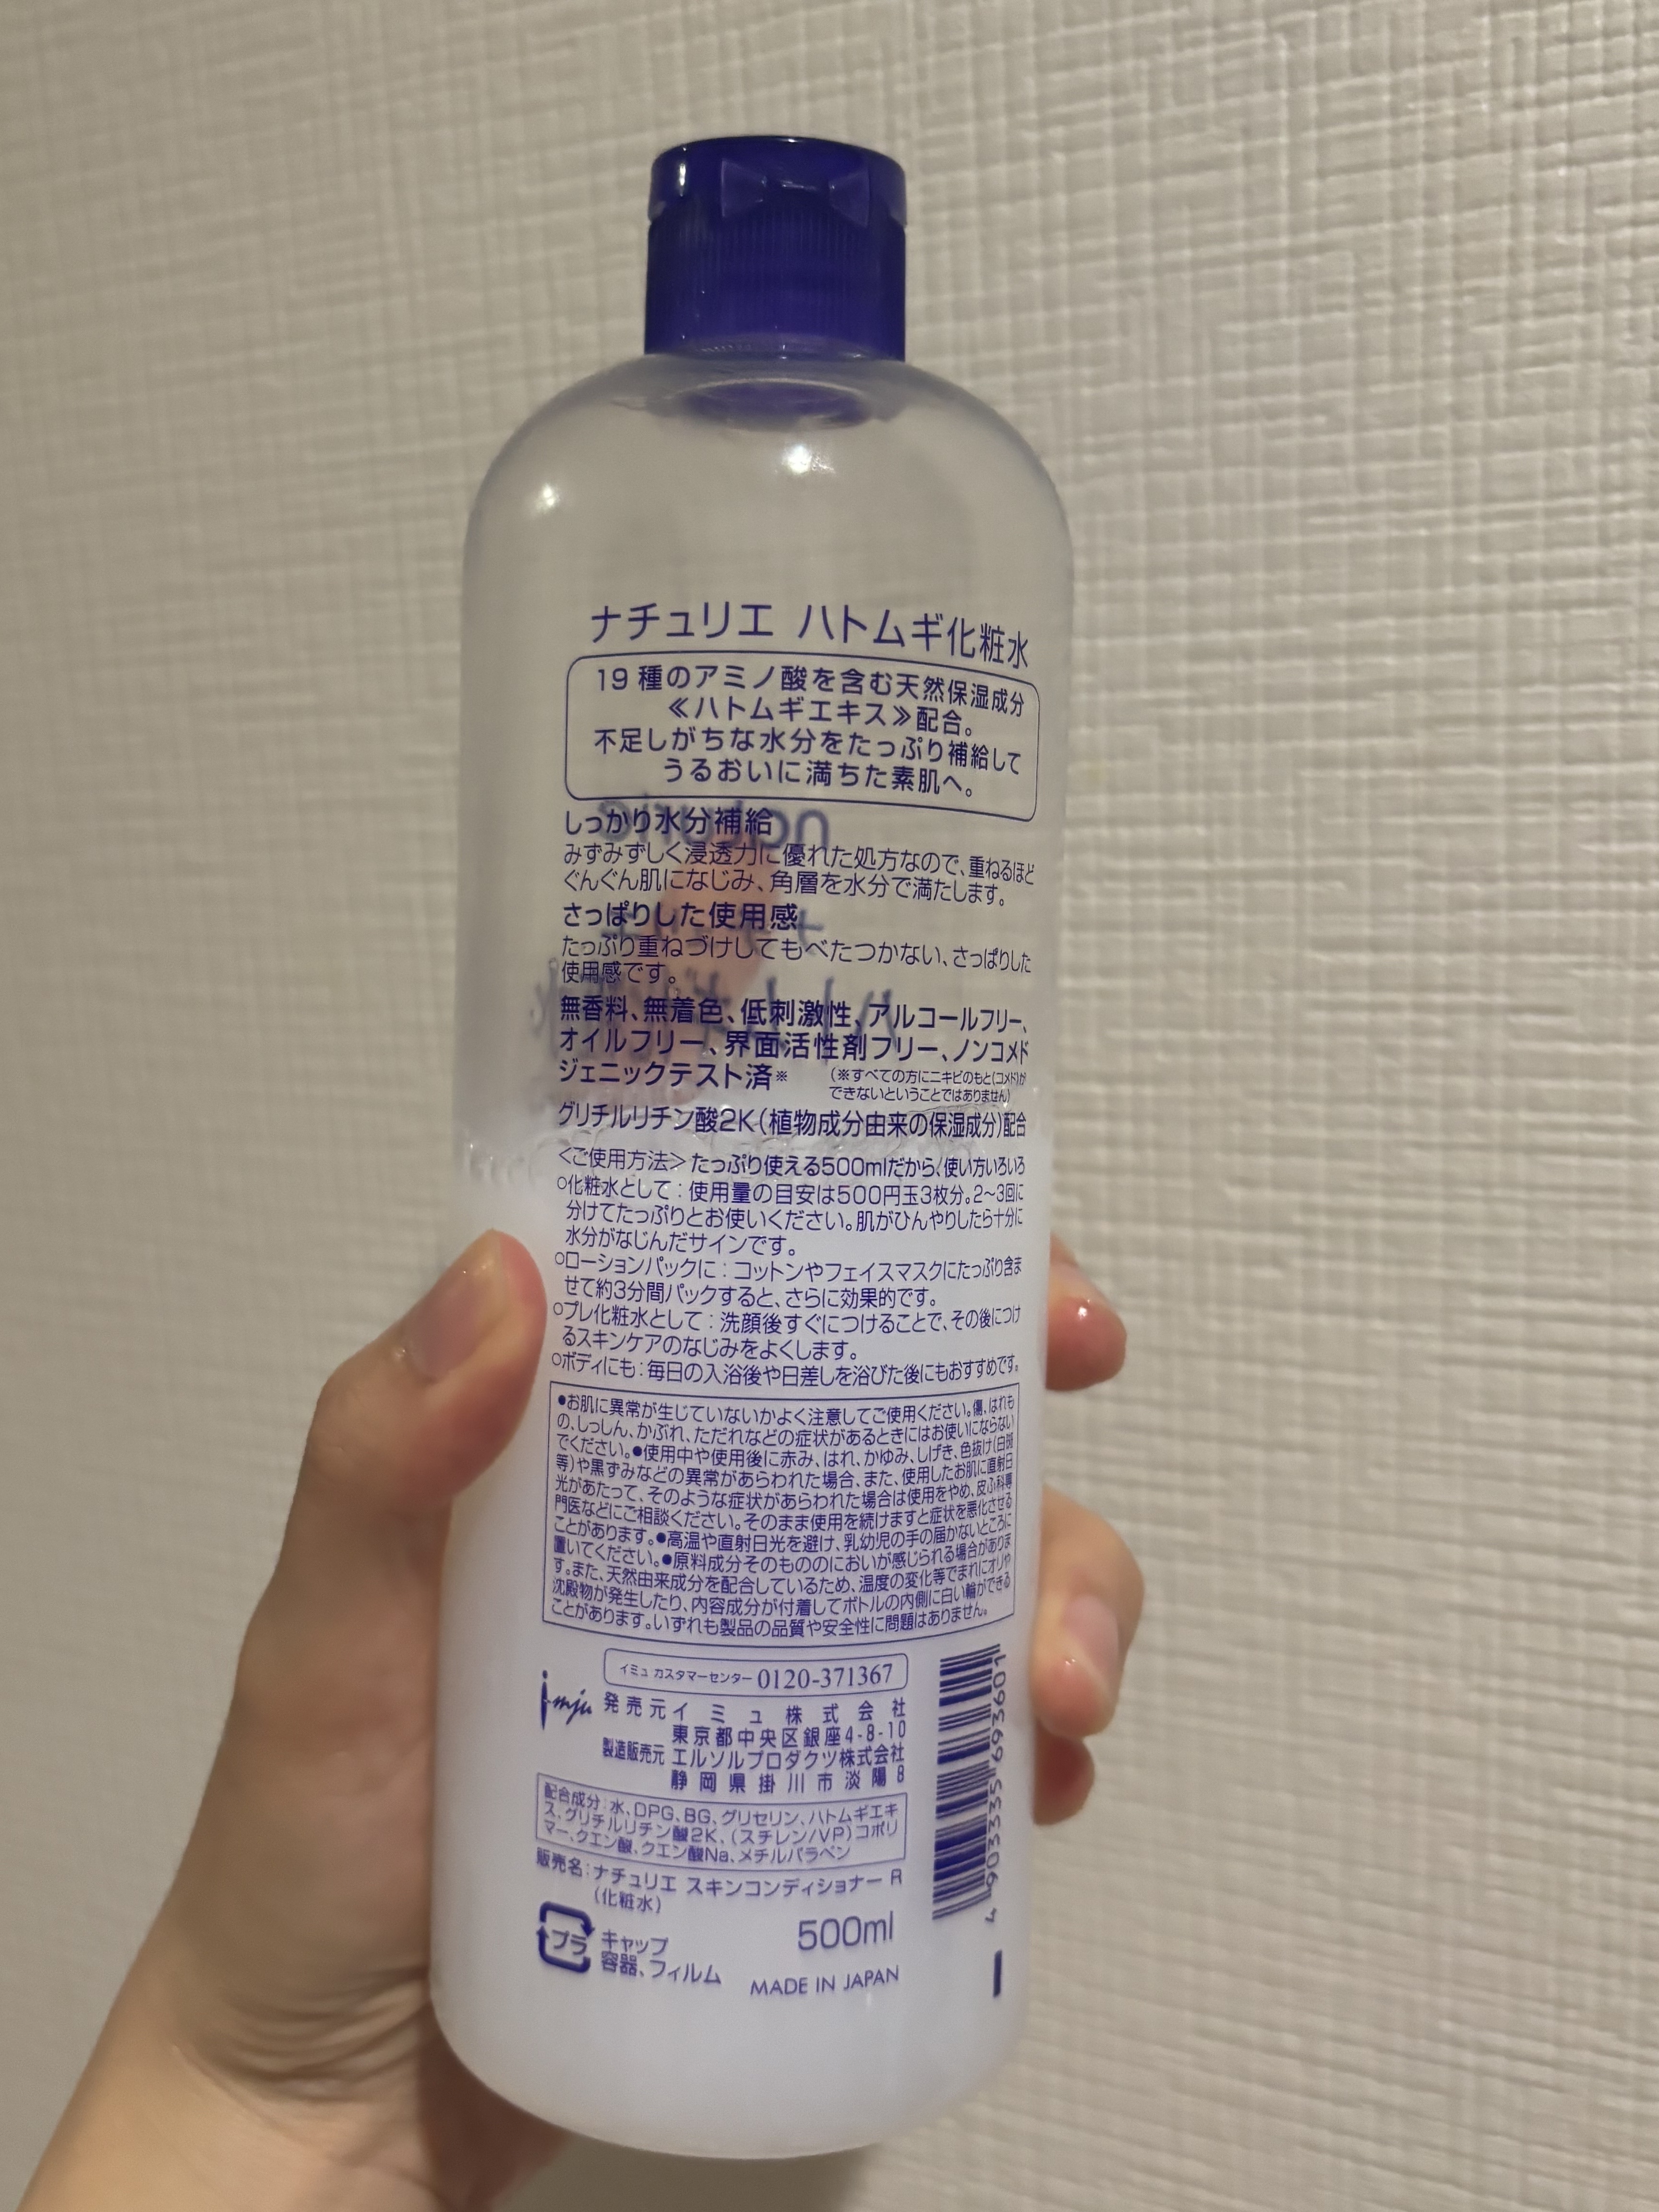 ナチュリエ ハトムギ化粧水
19種のアミノ酸を含む天然保湿成分
≪ハトムギエキス≫配合。
不足しがちな水分をたっぷり補給して
うるおいに満ちた素肌へ。
しっかり水分補給
みずみずしく浸透力に優れた処方なので、重ねるほど
ぐんぐん肌になじみ、角層を水分で満たします。
さっぱりした使用感
たっぷり重ねづけしてもべたつかない、さっぱりした
使用感です。
無香料、無着色、低刺激性、アルコールフリー、
オイルフリー、界面活性剤フリー、ノンコメド
ジェニックテスト済※
(※すべての方にニキビのもと(コメド)が
できないということではありません)
グリチルリチン酸2K(植物成分由来の保湿成分)配合
＜ご使用方法＞たっぷり使える500mlだから、使い方いろいろ
○化粧水として：使用量の目安は500円玉3枚分。2～3回に
分けてたっぷりとお使いください。肌がひんやりしたら十分に
水分がなじんだサインです。
○ローションパックに：コットンやフェイスマスクにたっぷり含ま
せて約3分間パックすると、さらに効果的です。
○プレ化粧水として：洗顔後すぐにつけることで、その後につけ
るスキンケアのなじみをよくします。
○ボディにも：毎日の入浴後や日差しを浴びた後にもおすすめです。
●お肌に異常が生じていないかよく注意してご使用ください。傷、はれも
の、しっしん、かぶれ、ただれなどの症状があるときにはお使いにならない
でください。●使用中や使用後に赤み、はれ、かゆみ、しげき、色抜け(白斑
等)や黒ずみなどの異常があらわれた場合、また、使用したお肌に直射日
光があたって、そのような症状があらわれた場合は使用をやめ、皮ふ科専
門医などにご相談ください。そのまま使用を続けますと症状を悪化させる
ことがあります。●高温や直射日光を避け、乳幼児の手の届かないところに
置いてください。●原料成分そのもののにおいが感じられる場合がありま
す。また、天然由来成分を配合しているため、温度の変化等でまれにオリや
沈殿物が発生したり、内容成分が付着してボトルの内側に白い輪ができる
ことがあります。いずれも製品の品質や安全性に問題はありません。
イミュ カスタマーセンター 0120-371367
imju 発売元 イミュ株式会社
東京都中央区銀座4-8-10
製造販売元 エルソルプロダクツ株式会社
静岡県掛川市淡陽8
配合成分：水、DPG、BG、グリセリン、ハトムギエキ
ス、グリチルリチン酸2K、(スチレン/VP)コポリ
マー、クエン酸、クエン酸Na、メチルパラベン
販売名：ナチュリエ スキンコンディショナー R
(化粧水)
500ml
プラ キャップ
容器、フィルム
MADE IN JAPAN
4 903335 693601